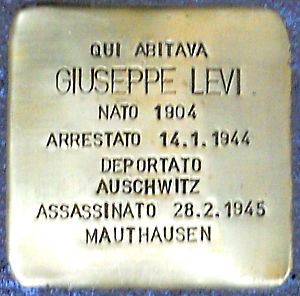 QUI ABITAVA
GIUSEPPE LEVI
NATO 1904
ARRESTATO 14.1.1944
DEPORTATO
AUSCHWITZ
ASSASSINATO 28.2.1945
MAUTHAUSEN